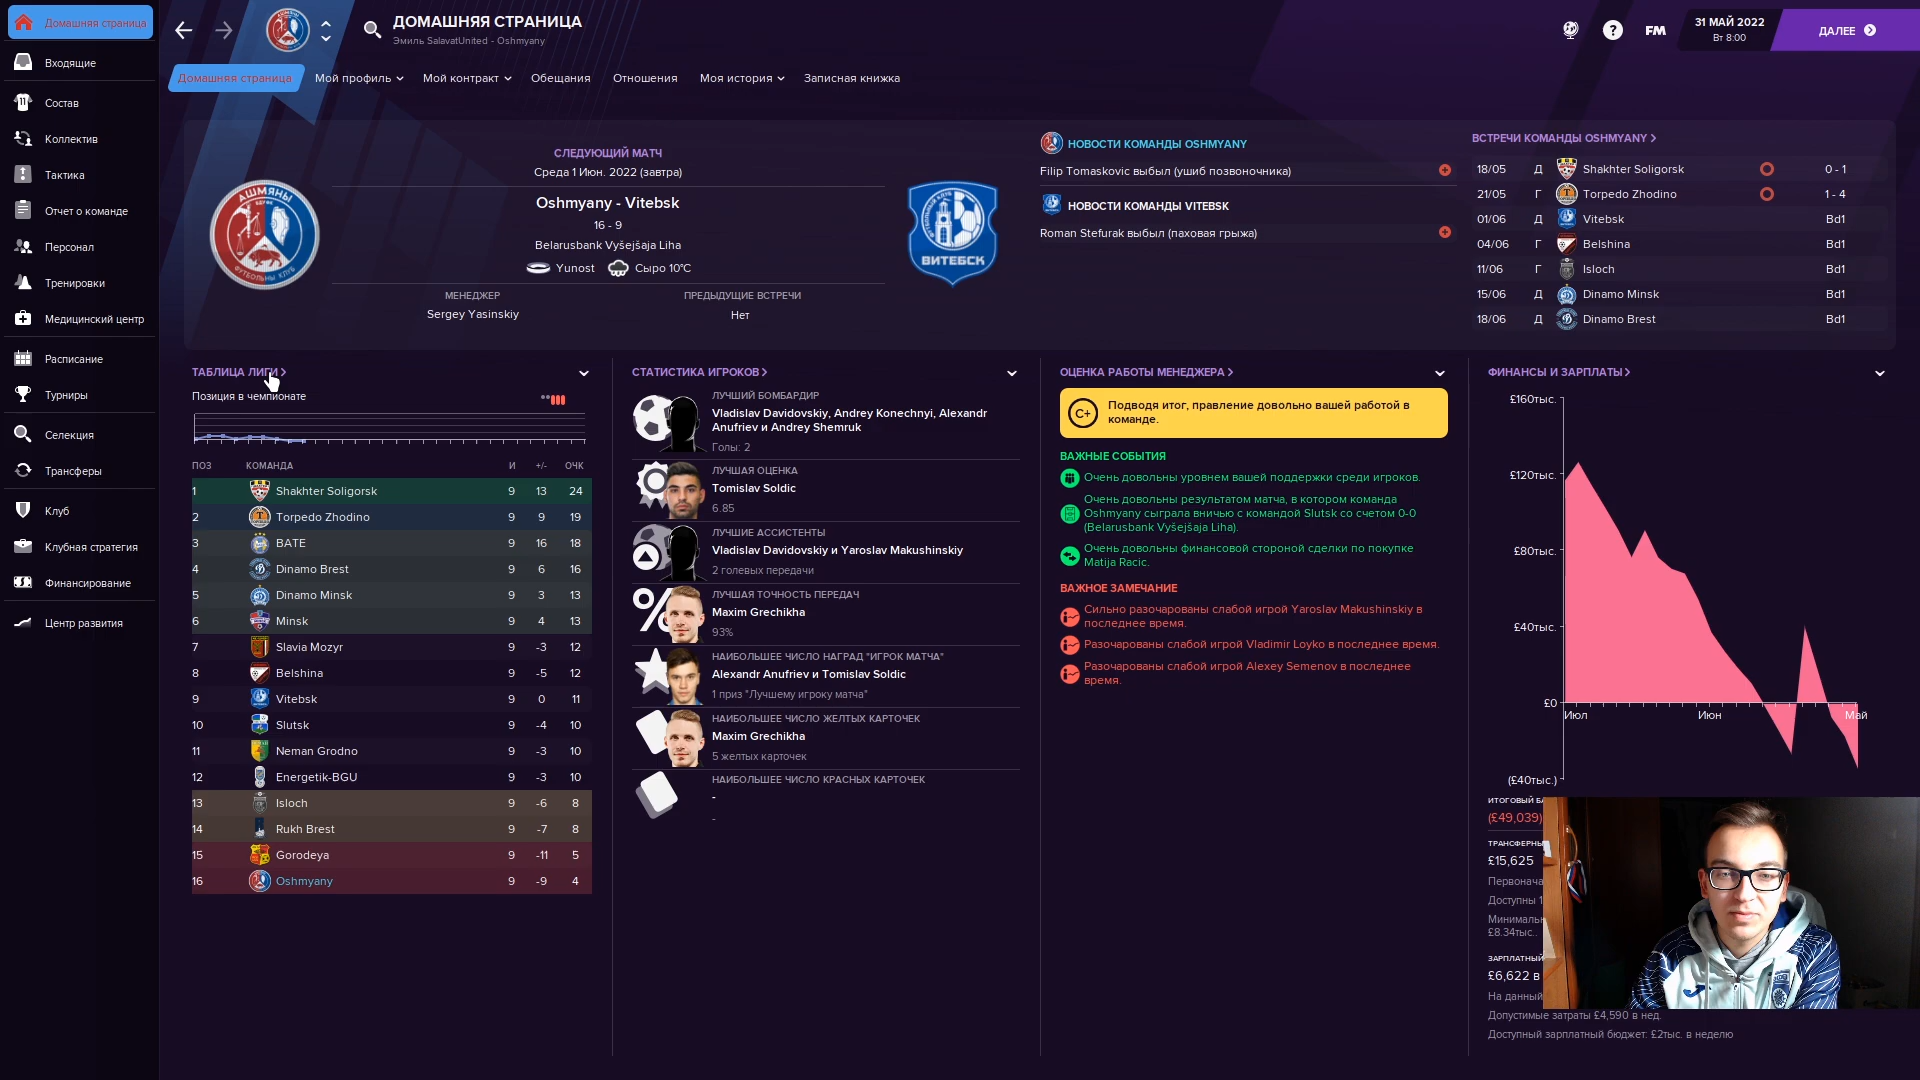 Домашняя страница
Входящие
Состав
Коллектив
Тактика
Отчет о команде
Персонал
Тренировки
Медицинский центр
Расписание
Турниры
Селекция
Трансферы
Клуб
Клубная стратегия
Финансирование
Центр развития
ДОМАШНЯЯ СТРАНИЦА
Эмиль SalavatUnited - Oshmyany
FM
31 МАЙ 2022
Вт 8:00
ДАЛЕЕ
Домашняя страница Мой профиль Мой контракт Обещания Отношения Моя история Записная книжка
СЛЕДУЮЩИЙ МАТЧ
Среда 1 Июн. 2022 (завтра)
Oshmyany - Vitebsk
16 - 9
Belarusbank Vyšejšaja Liha
Yunost Сыро 10°C
МЕНЕДЖЕР ПРЕДЫДУЩИЕ ВСТРЕЧИ
Sergey Yasinskiy Нет
АШМЯНЫ
ФУТБОЛЬНЫ КЛУБ
ВИТЕБСК
НОВОСТИ КОМАНДЫ OSHMYANY
Filip Tomaskovic выбыл (ушиб позвоночника)
НОВОСТИ КОМАНДЫ VITEBSK
Roman Stefurak выбыл (паховая грыжа)
ВСТРЕЧИ КОМАНДЫ OSHMYANY
18/05 Д Shakhter Soligorsk 0 - 1
21/05 Г Torpedo Zhodino 1 - 4
01/06 Д Vitebsk Bd1
04/06 Г Belshina Bd1
11/06 Г Isloch Bd1
15/06 Д Dinamo Minsk Bd1
18/06 Д Dinamo Brest Bd1
ТАБЛИЦА ЛИГИ
Позиция в чемпионате
ПОЗ КОМАНДА И +/- ОЧК
1 Shakhter Soligorsk 9 13 24
2 Torpedo Zhodino 9 9 19
3 BATE 9 16 18
4 Dinamo Brest 9 6 16
5 Dinamo Minsk 9 3 13
6 Minsk 9 4 13
7 Slavia Mozyr 9 -3 12
8 Belshina 9 -5 12
9 Vitebsk 9 0 11
10 Slutsk 9 -4 10
11 Neman Grodno 9 -3 10
12 Energetik-BGU 9 -3 10
13 Isloch 9 -6 8
14 Rukh Brest 9 -7 8
15 Gorodeya 9 -11 5
16 Oshmyany 9 -9 4
СТАТИСТИКА ИГРОКОВ
ЛУЧШИЙ БОМБАРДИР
Vladislav Davidovskiy, Andrey Konechnyi, Alexandr
Anufriev и Andrey Shemruk
Голы: 2
ЛУЧШАЯ ОЦЕНКА
Tomislav Soldic
6.85
ЛУЧШИЕ АССИСТЕНТЫ
Vladislav Davidovskiy и Yaroslav Makushinskiy
2 голевых передачи
ЛУЧШАЯ ТОЧНОСТЬ ПЕРЕДАЧ
Maxim Grechikha
93%
НАИБОЛЬШЕЕ ЧИСЛО НАГРАД "ИГРОК МАТЧА"
Alexandr Anufriev и Tomislav Soldic
1 приз "Лучшему игроку матча"
НАИБОЛЬШЕЕ ЧИСЛО ЖЕЛТЫХ КАРТОЧЕК
Maxim Grechikha
5 желтых карточек
НАИБОЛЬШЕЕ ЧИСЛО КРАСНЫХ КАРТОЧЕК
-
-
ОЦЕНКА РАБОТЫ МЕНЕДЖЕРА
C+
Подводя итог, правление довольно вашей работой в
команде.
ВАЖНЫЕ СОБЫТИЯ
Очень довольны уровнем вашей поддержки среди игроков.
Очень довольны результатом матча, в котором команда
Oshmyany сыграла вничью с командой Slutsk со счетом 0-0
(Belarusbank Vyšejšaja Liha).
Очень довольны финансовой стороной сделки по покупке
Matija Racic.
ВАЖНОЕ ЗАМЕЧАНИЕ
Сильно разочарованы слабой игрой Yaroslav Makushinskiy в
последнее время.
Разочарованы слабой игрой Vladimir Loyko в последнее время.
Разочарованы слабой игрой Alexey Semenov в последнее
время.
ФИНАНСЫ И ЗАРПЛАТЫ
£160тыс.
£120тыс.
£80тыс.
£40тыс.
£0
Июл Июн Май
(£40тыс.)
ИТОГОВЫЙ БА
(£49,039)
ТРАНСФЕРНЫ
£15,625
Первонача
Доступны 1
Минималь
£8.34тыс..
ЗАРПЛАТНЫЙ
£6,622 в
На данный
Допустимые затраты £4,590 в нед.
Доступный зарплатный бюджет: £2тыс. в неделю